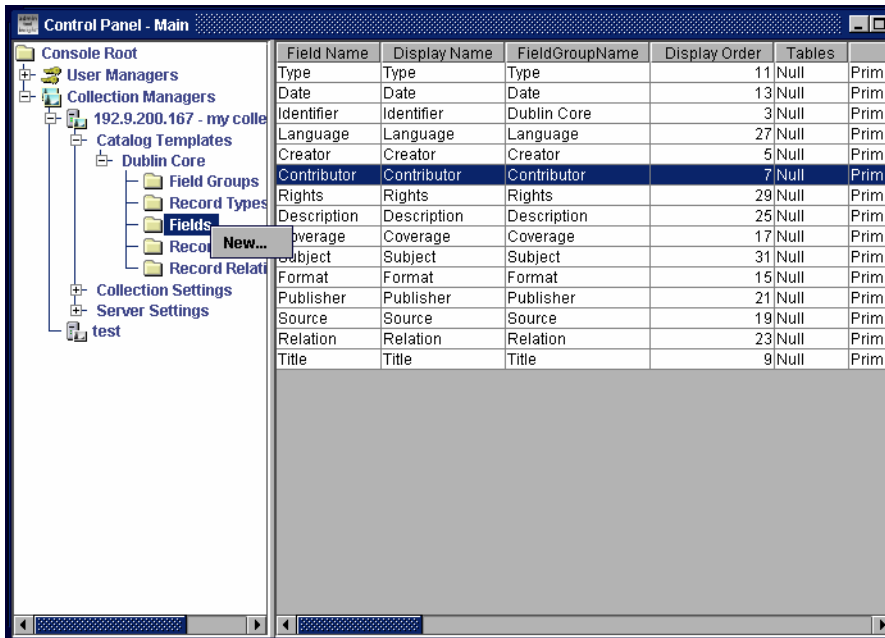 Control Panel - Main
Console Root
User Managers
Collection Managers
192.9.200.167 - my colle
Catalog Templates
Dublin Core
Field Groups
Record Types
Fields
New...
Recor
Record Relati
Collection Settings
Server Settings
test
Field Name Display Name FieldGroupName Display Order Tables
Type Type Type 11 Null Prim
Date Date Date 13 Null Prim
Identifier Identifier Dublin Core 3 Null Prim
Language Language Language 27 Null Prim
Creator Creator Creator 5 Null Prim
Contributor Contributor Contributor 7 Null Prim
Rights Rights Rights 29 Null Prim
Description Description Description 25 Null Prim
overage Coverage Coverage 17 Null Prim
ubject Subject Subject 31 Null Prim
Format Format Format 15 Null Prim
Publisher Publisher Publisher 21 Null Prim
Source Source Source 19 Null Prim
Relation Relation Relation 23 Null Prim
Title Title Title 9 Null Prim